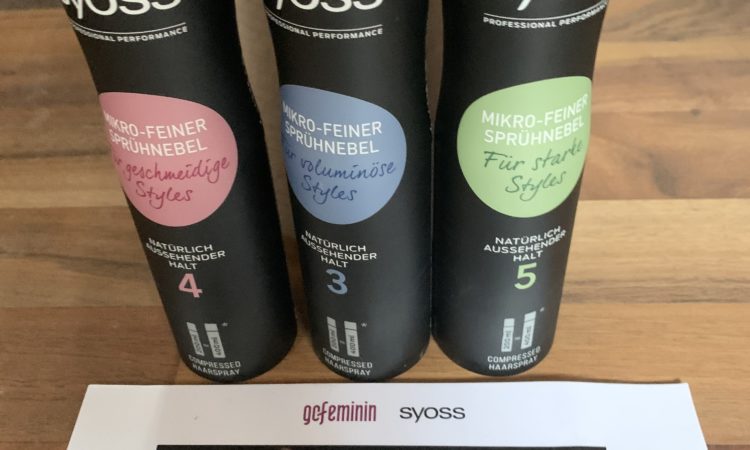 syoss
PROFESSIONAL PERFORMANCE
MIKRO-FEINER
SPRÜHNEBEL
Für geschmeidige
Styles
NATÜRLICH
AUSSEHENDER
HALT
4
COMPRESSED
HAARSPRAY
syoss
PROFESSIONAL PERFORMANCE
MIKRO-FEINER
SPRÜHNEBEL
Für voluminöse
Styles
NATÜRLICH
AUSSEHENDER
HALT
3
COMPRESSED
HAARSPRAY
PROFESSIONAL PERFORMANCE
MIKRO-FEINER
SPRÜHNEBEL
Für starke
Styles
NATÜRLICH
AUSSEHENDER
HALT
5
COMPRESSED
HAARSPRAY
gofeminin syoss